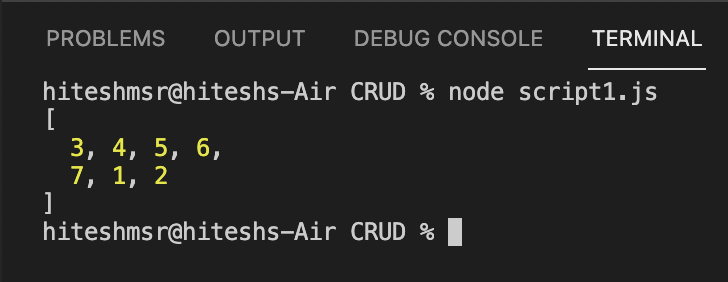 PROBLEMS OUTPUT DEBUG CONSOLE TERMINAL
hiteshmsr@hiteshs-Air CRUD % node script1.js
[
  3, 4, 5, 6,
  7, 1, 2
]
hiteshmsr@hiteshs-Air CRUD %